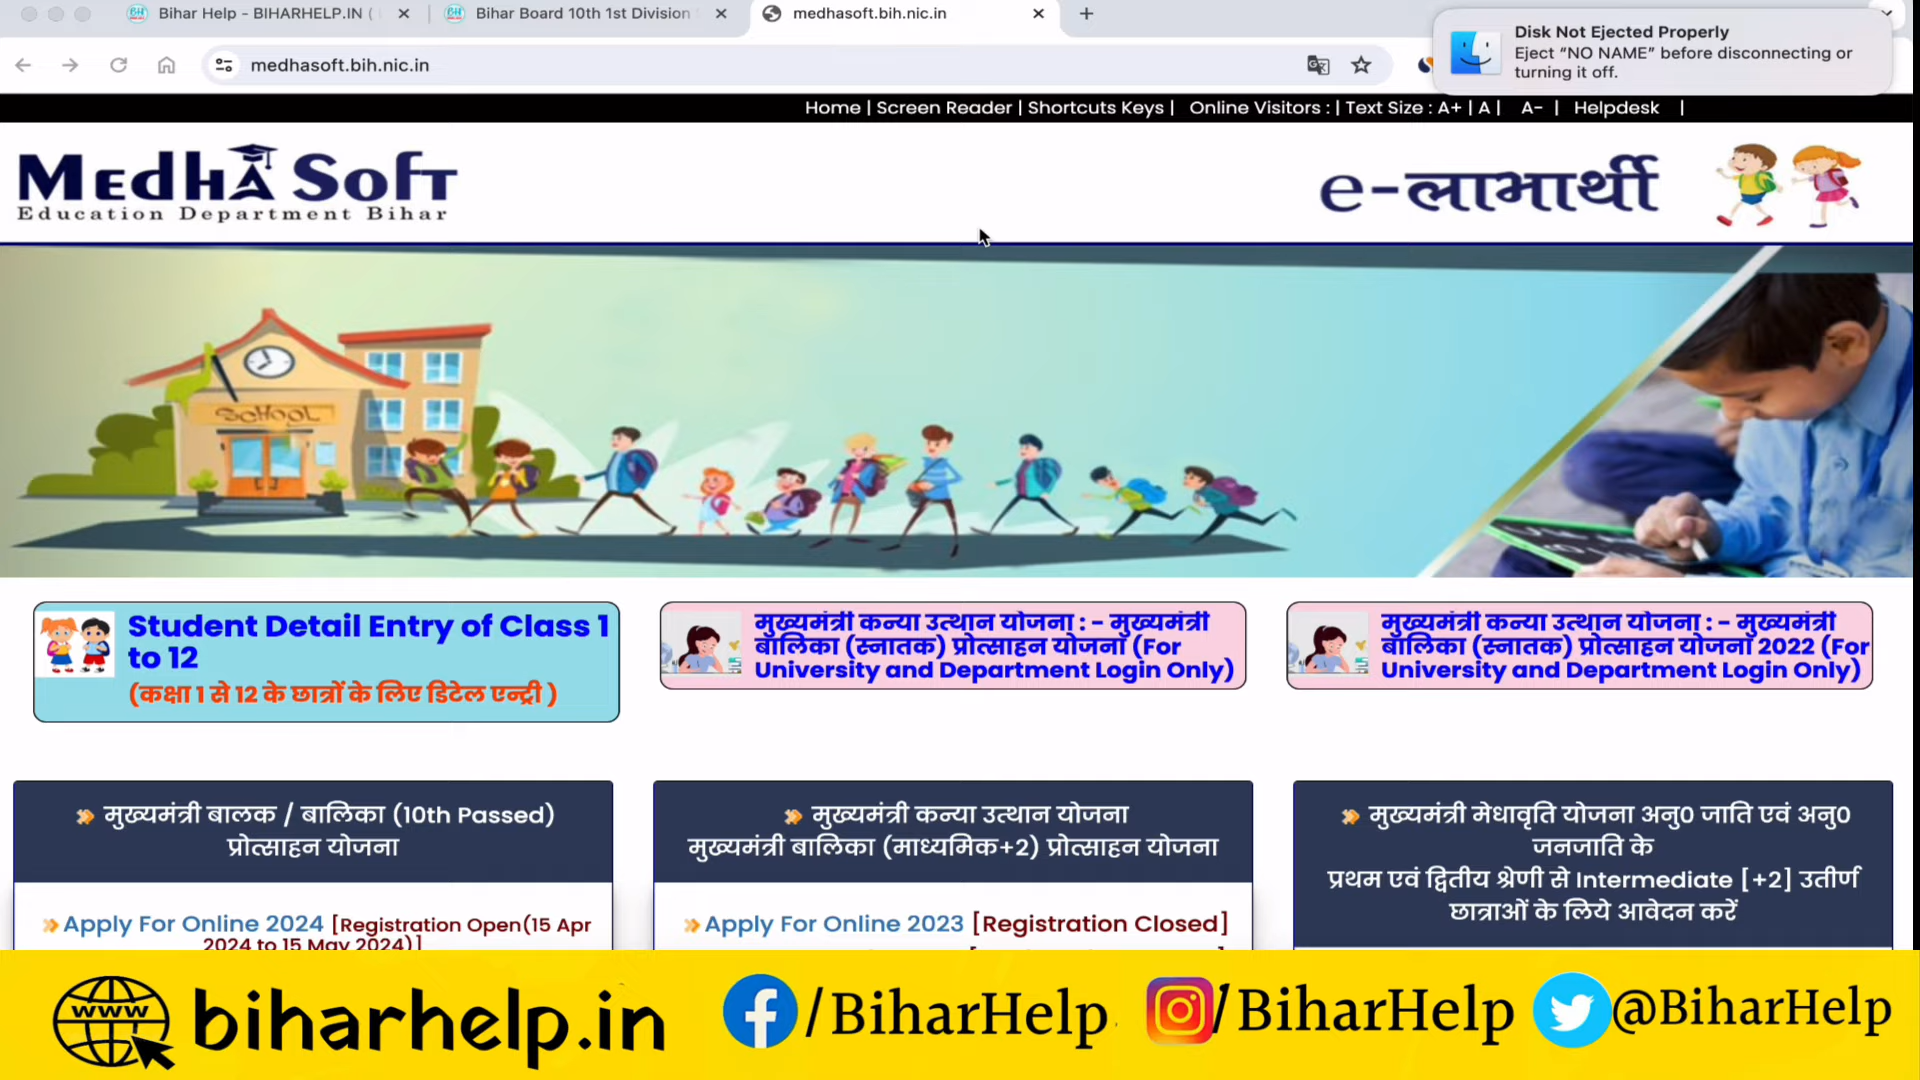 Bihar Help - BIHARHELP.IN (
Bihar Board 10th 1st Division
medhasoft.bih.nic.in
Disk Not Ejected Properly
Eject “NO NAME” before disconnecting or
turning it off.
medhasoft.bih.nic.in
Home | Screen Reader | Shortcuts Keys | Online Visitors : | Text Size : A+ | A | A- | Helpdesk |
MEdhA SofT
Education Department Bihar
e-लाभार्थी
SCHOOL
Student Detail Entry of Class 1
to 12
(कक्षा 1 से 12 के छात्रों के लिए डिटेल एन्ट्री )
मुख्यमंत्री कन्या उत्थान योजना : - मुख्यमंत्री
बालिका (स्नातक) प्रोत्साहन योजना (For
University and Department Login Only)
मुख्यमंत्री कन्या उत्थान योजना : - मुख्यमंत्री
बालिका (स्नातक) प्रोत्साहन योजना 2022 (For
University and Department Login Only)
मुख्यमंत्री बालक / बालिका (10th Passed)
प्रोत्साहन योजना
Apply For Online 2024 [Registration Open(15 Apr
2024 to 15 May 2024)]
मुख्यमंत्री कन्या उत्थान योजना
मुख्यमंत्री बालिका (माध्यमिक+2) प्रोत्साहन योजना
Apply For Online 2023 [Registration Closed]
मुख्यमंत्री मेधावृति योजना अनु0 जाति एवं अनु0
जनजाति के
प्रथम एवं द्वितीय श्रेणी से Intermediate [+2] उतीर्ण
छात्राओं के लिये आवेदन करें
www biharhelp.in /BiharHelp /BiharHelp @BiharHelp